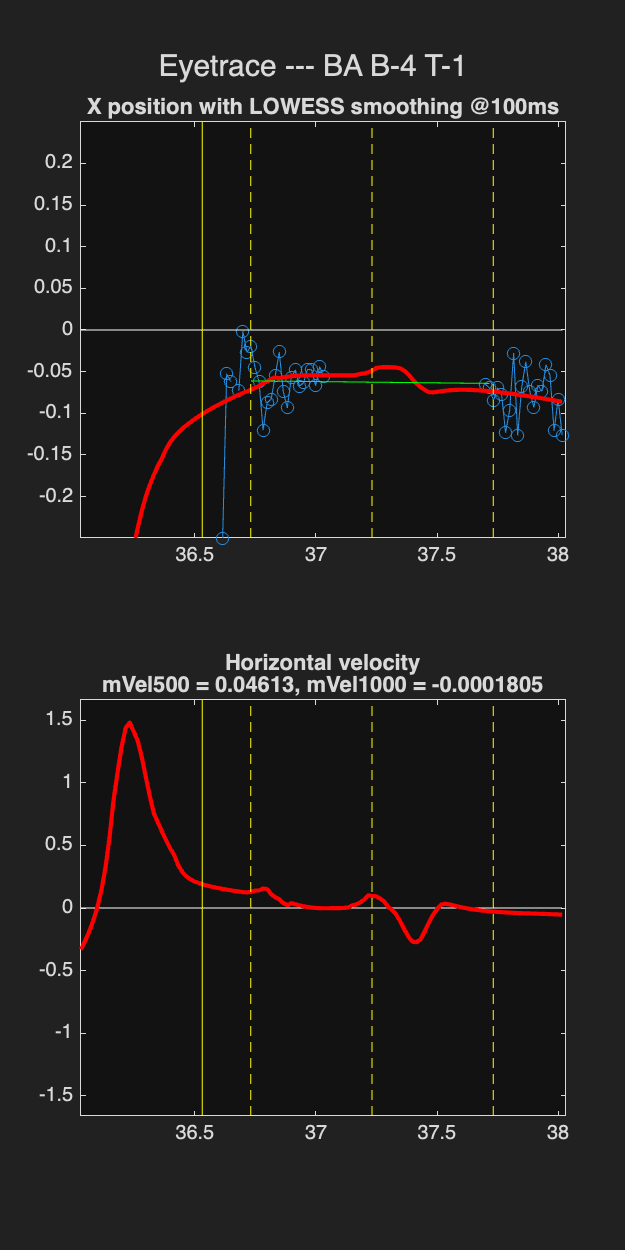 Eyetrace --- BA B-4 T-1
X position with LOWESS smoothing @100ms
0.2
0.15
0.1
0.05
0
-0.05
-0.1
-0.15
-0.2
36.5 37 37.5 38
Horizontal velocity
mVel500 = 0.04613, mVel1000 = -0.0001805
1.5
1
0.5
0
-0.5
-1
-1.5
36.5 37 37.5 38